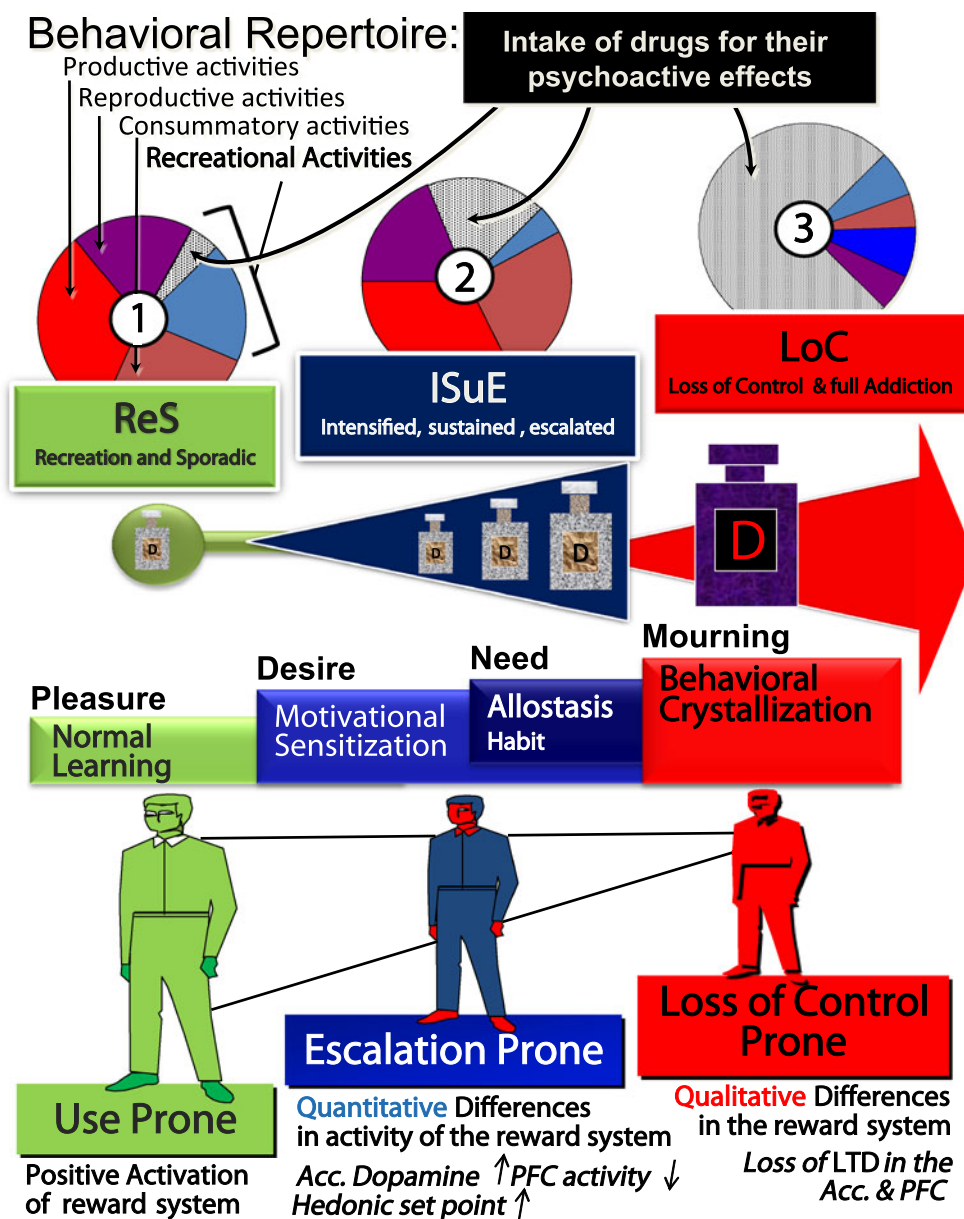 Behavioral Repertoire:
Productive activities
Reproductive activities
Consummatory activities
Recreational Activities
Intake of drugs for their
psychoactive effects
1
2
3
ReS
Recreation and Sporadic
ISuE
Intensified, sustained , escalated
LoC
Loss of Control & full Addiction
D
D
D
D
D
Pleasure
Normal
Learning
Desire
Motivational
Sensitization
Need
Allostasis
Habit
Mourning
Behavioral
Crystallization
Use Prone
Positive Activation
of reward system
Escalation Prone
Quantitative Differences
in activity of the reward system
Acc. Dopamine ↑ PFC activity ↓
Hedonic set point ↑
Loss of Control
Prone
Qualitative Differences
in the reward system
Loss of LTD in the
Acc. & PFC